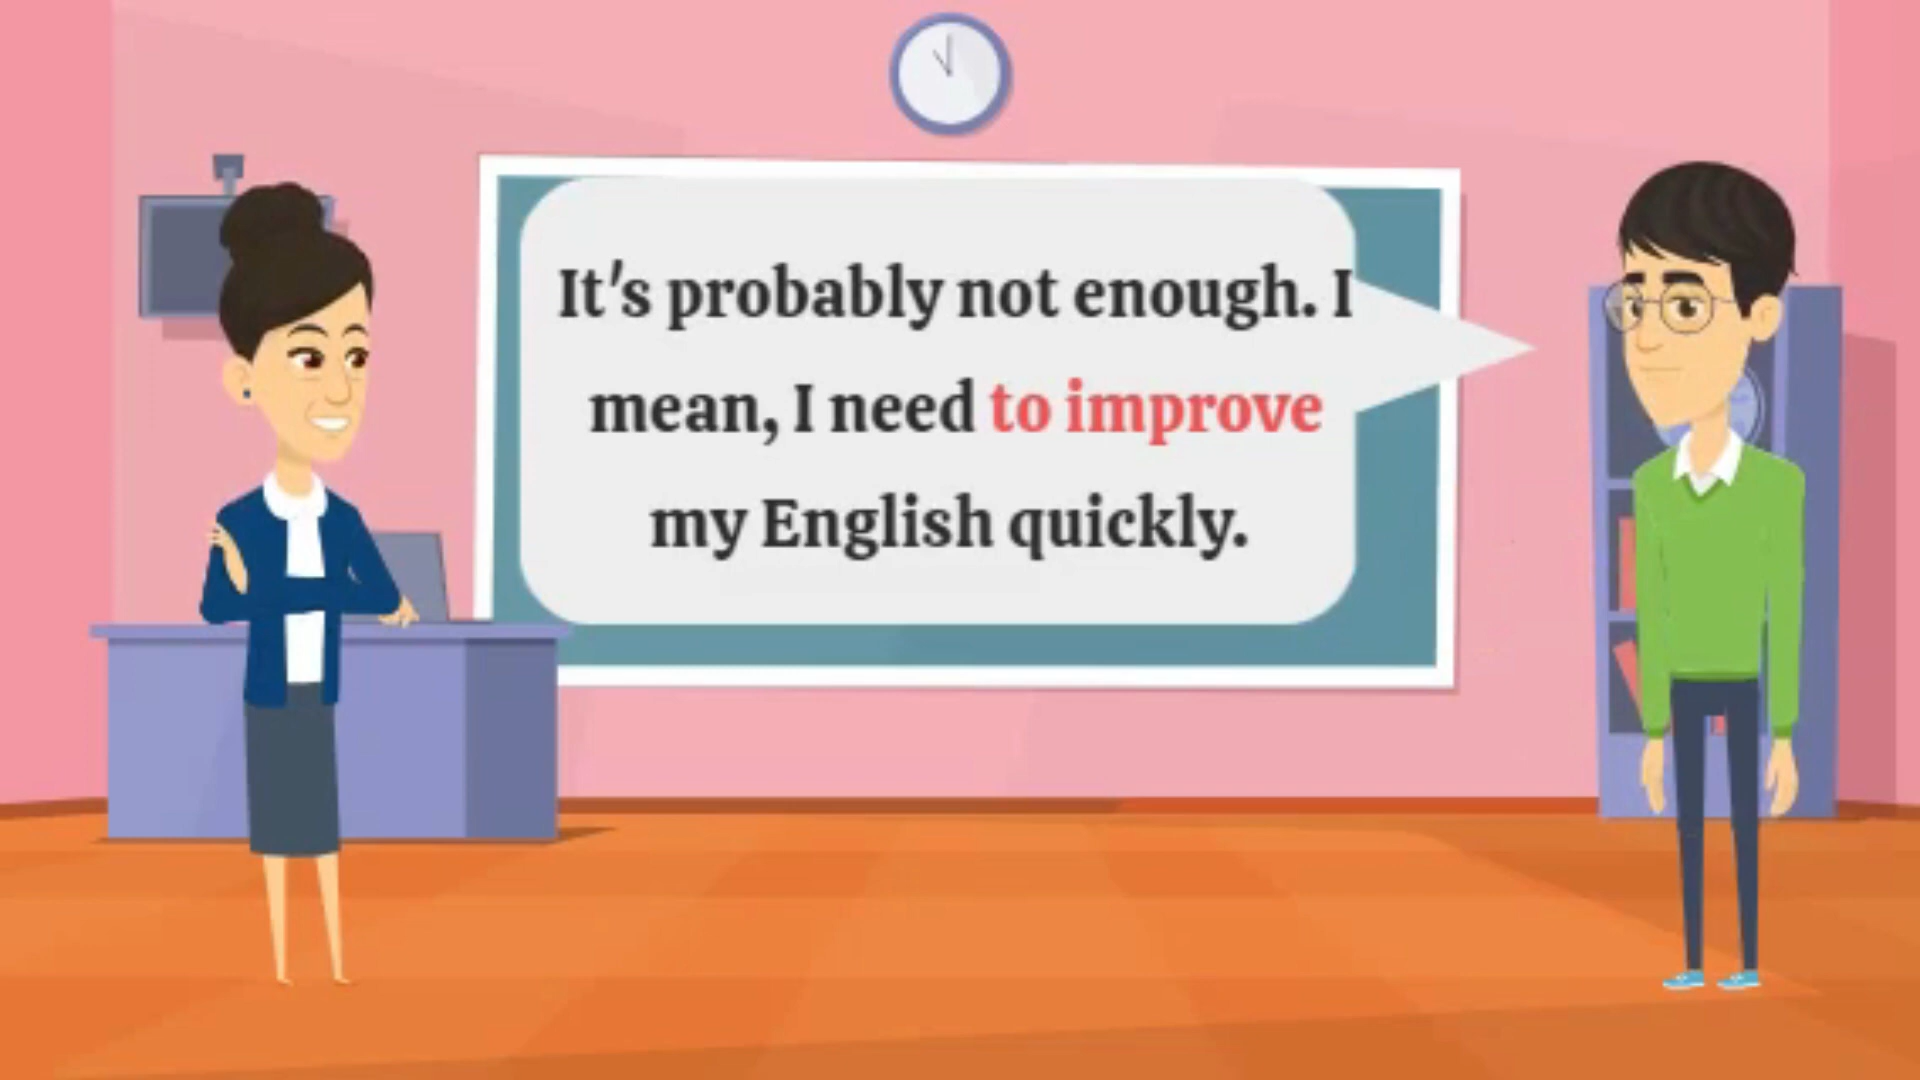 It's probably not enough. I
mean, I need to improve
my English quickly.